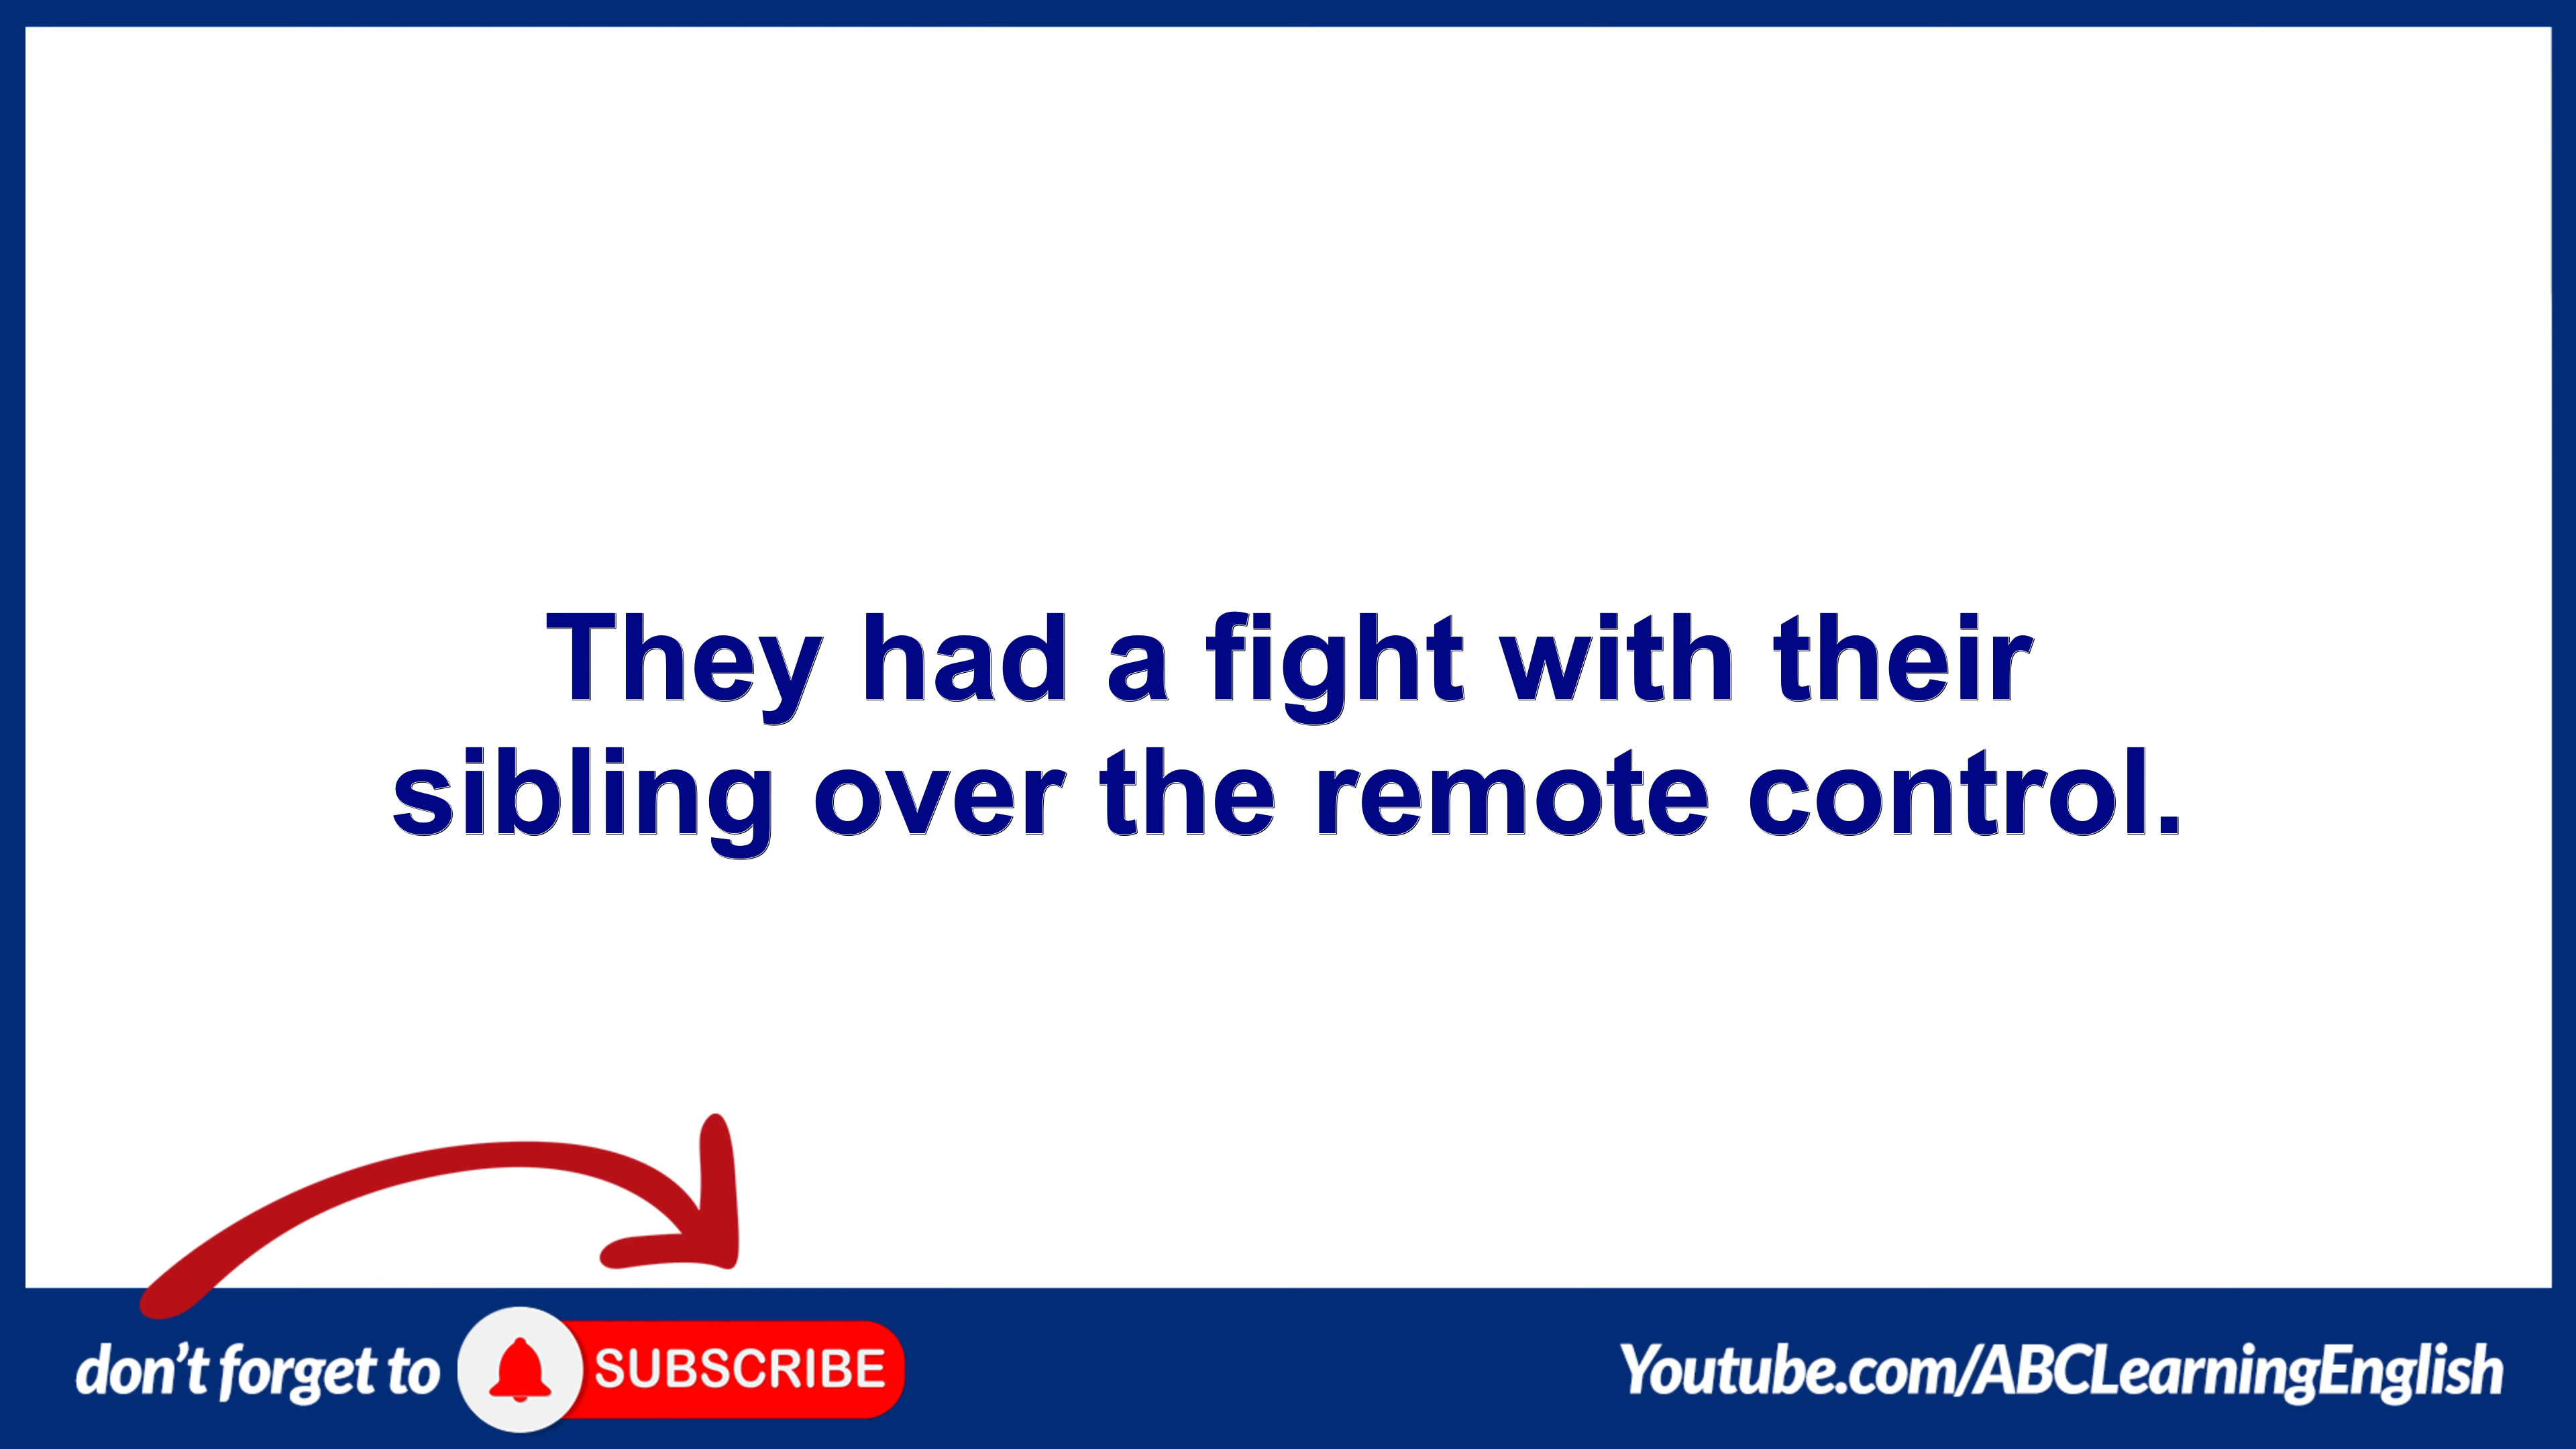 They had a fight with their
sibling over the remote control.
don't forget to SUBSCRIBE
Youtube.com/ABCLearningEnglish